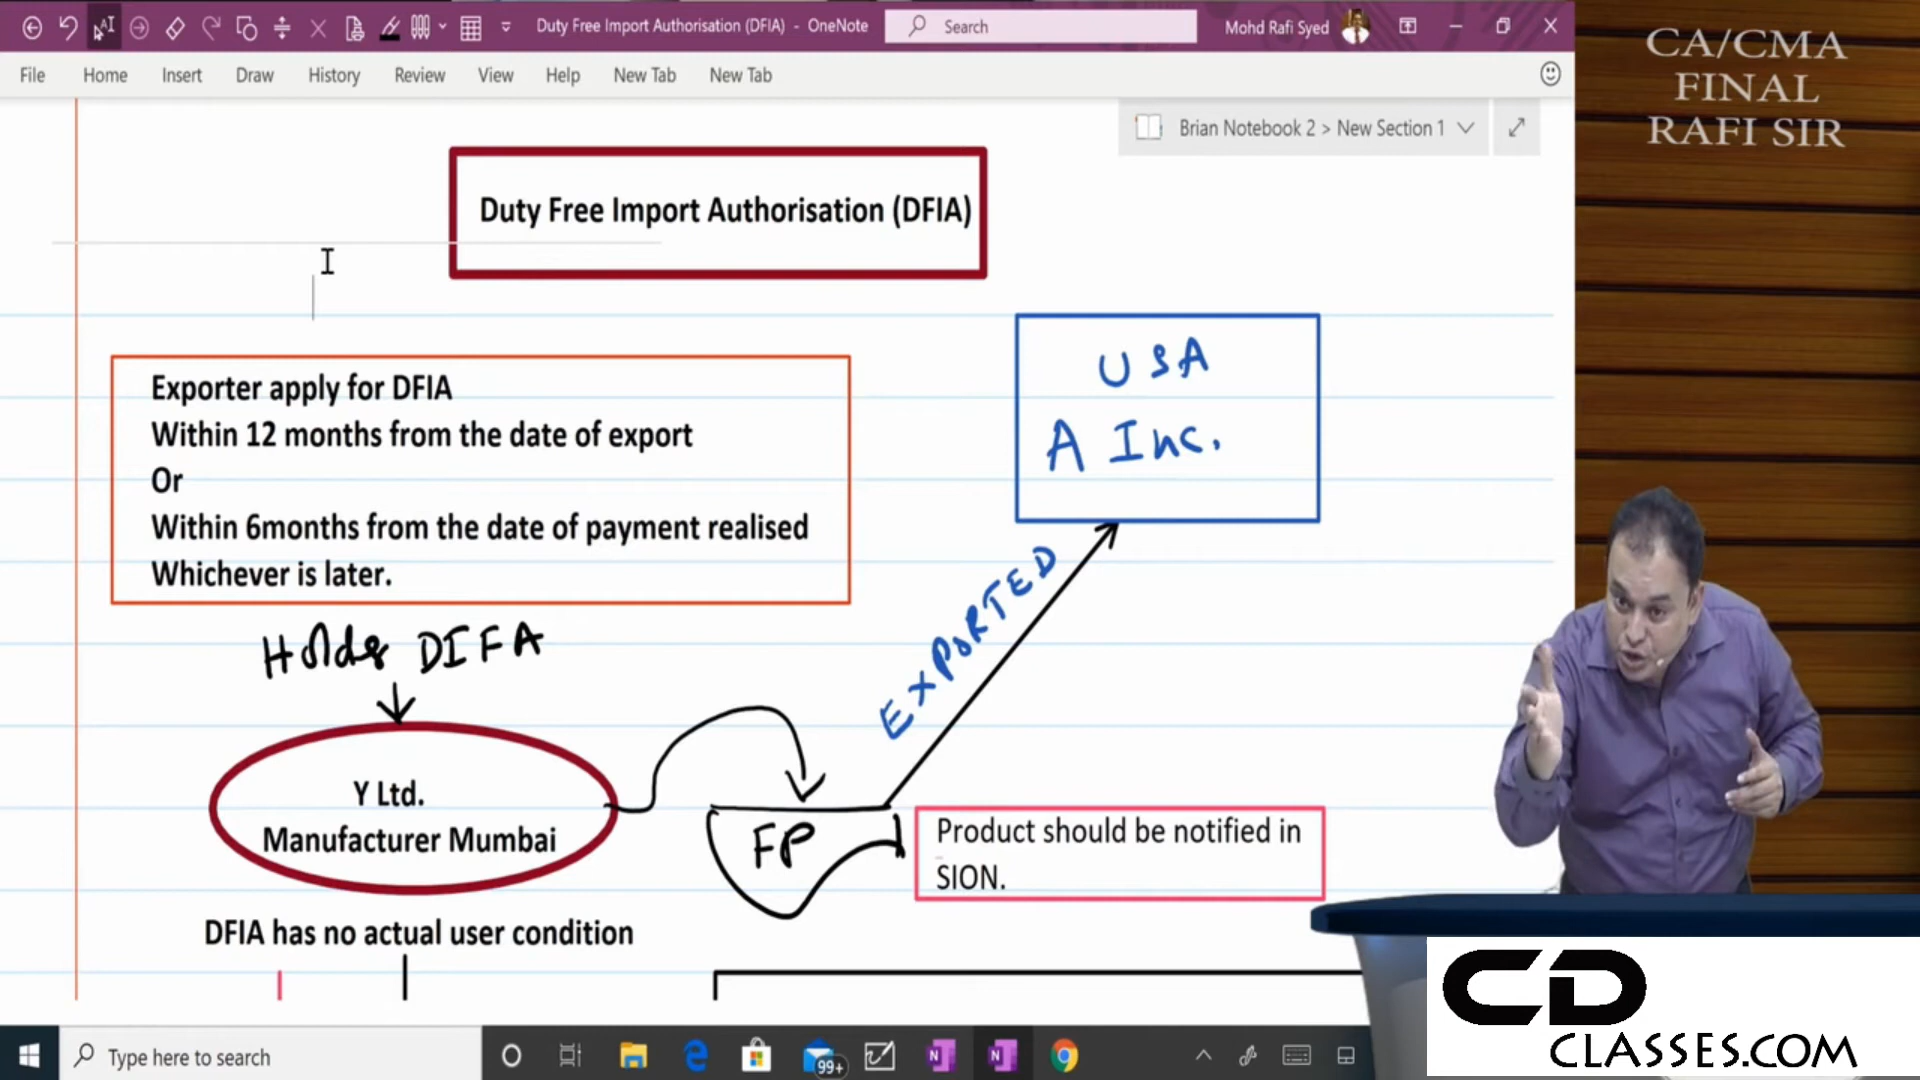 Duty Free Import Authorisation (DFIA) - OneNote
Search
Mohd Rafi Syed
File Home Insert Draw History Review View Help New Tab New Tab
Brian Notebook 2 > New Section 1
CA/CMA
FINAL
RAFI SIR
Duty Free Import Authorisation (DFIA)
Exporter apply for DFIA
Within 12 months from the date of export
Or
Within 6months from the date of payment realised
Whichever is later.
USA
A Inc.
EXPORTED
Holds DIFA
Y Ltd.
Manufacturer Mumbai
FP
Product should be notified in
SION.
DFIA has no actual user condition
Type here to search
99+
CD
CLASSES.COM